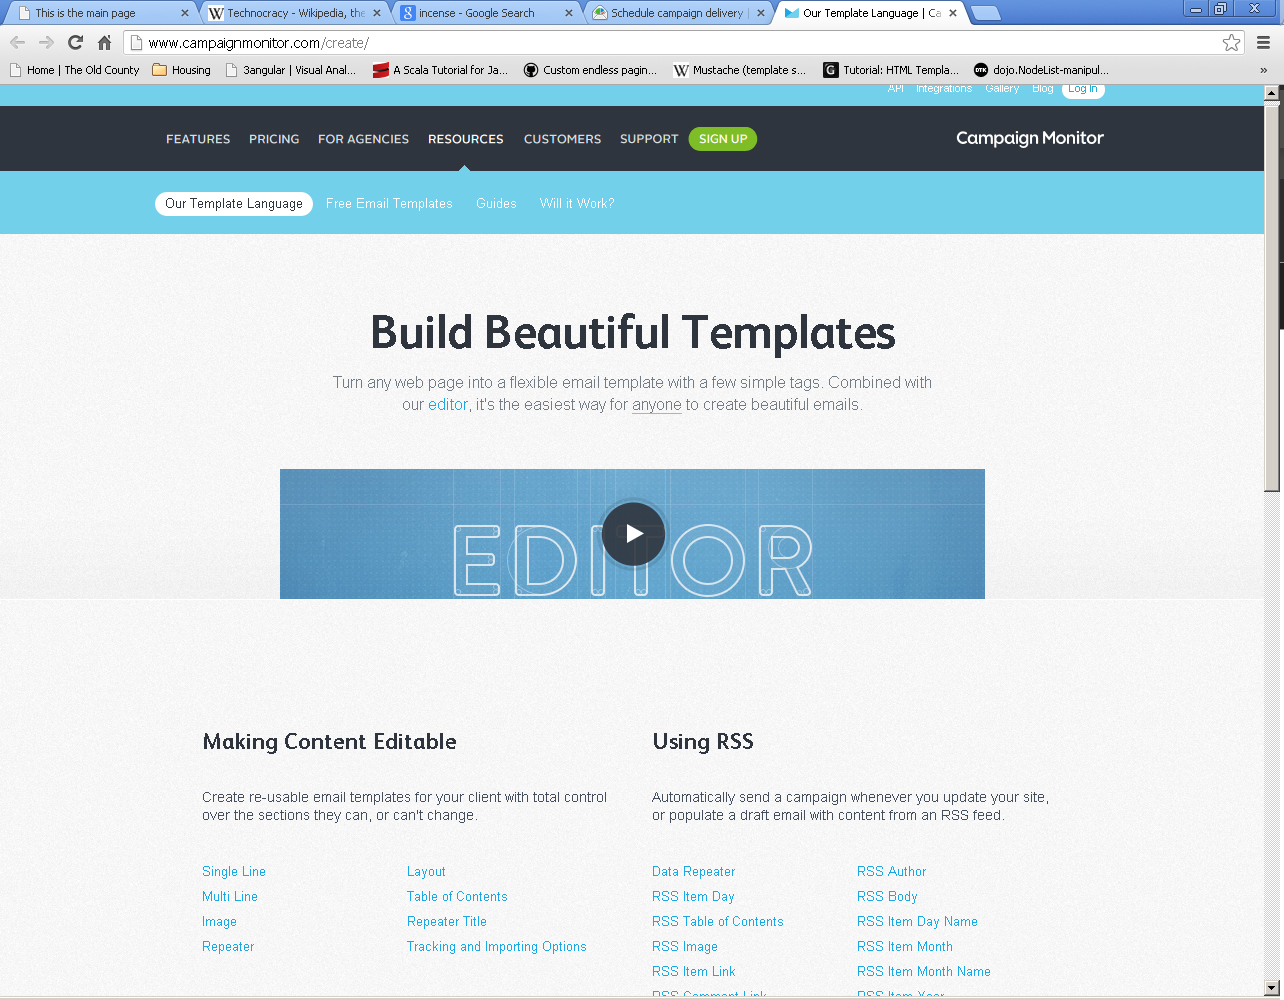 This is the main page
Technocracy - Wikipedia, the
incense - Google Search
Schedule campaign delivery |
Our Template Language | Ca
www.campaignmonitor.com/create/
Home | The Old County
Housing
3angular | Visual Anal...
A Scala Tutorial for Ja...
Custom endless pagin...
Mustache (template s...
Tutorial: HTML Templa...
dojo.NodeList-manipul...
»
API Integrations Gallery Blog Log In
FEATURES PRICING FOR AGENCIES RESOURCES CUSTOMERS SUPPORT SIGN UP
Campaign Monitor
Our Template Language Free Email Templates Guides Will it Work?
Build Beautiful Templates
Turn any web page into a flexible email template with a few simple tags. Combined with
our editor, it's the easiest way for anyone to create beautiful emails.
EDITOR
Making Content Editable
Create re-usable email templates for your client with total control
over the sections they can, or can't change.
Single Line
Multi Line
Image
Repeater
Layout
Table of Contents
Repeater Title
Tracking and Importing Options
Using RSS
Automatically send a campaign whenever you update your site,
or populate a draft email with content from an RSS feed.
Data Repeater
RSS Item Day
RSS Table of Contents
RSS Image
RSS Item Link
RSS Comment Link
RSS Author
RSS Body
RSS Item Day Name
RSS Item Month
RSS Item Month Name
RSS Item Year